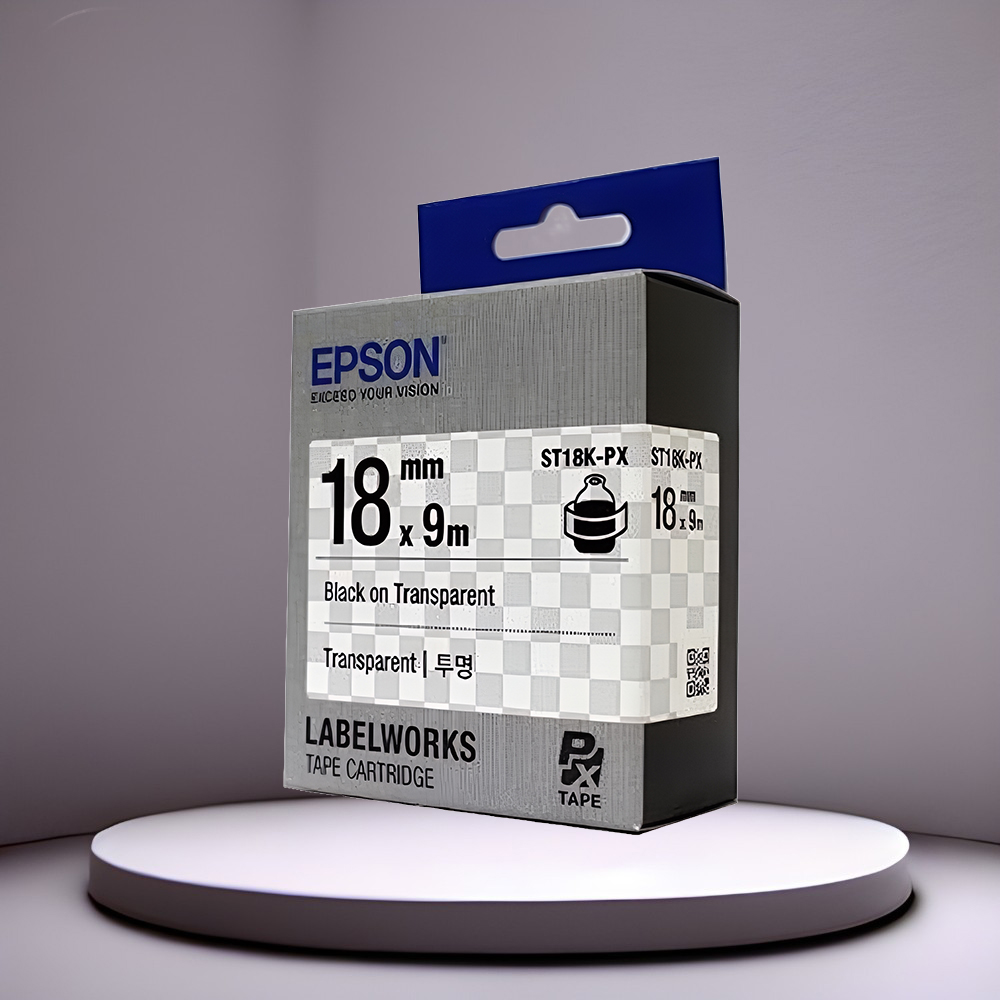 EPSON
EXCEED YOUR VISION
18 mm x 9m
ST18K-PX
Black on Transparent
Transparent | 투명
LABELWORKS
TAPE CARTRIDGE
Px
TAPE
ST18K-PX
18 mm x 9m